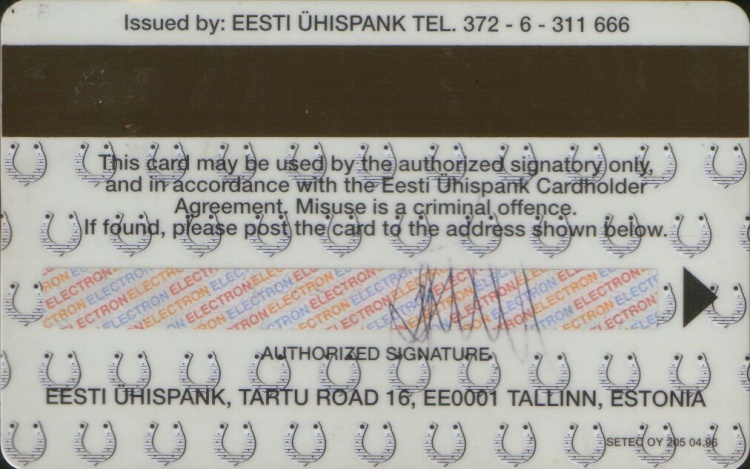 Issued by: EESTI ÜHISPANK TEL. 372 - 6 - 311 666
This card may be used by the authorized signatory only,
and in accordance with the Eesti Ühispank Cardholder
Agreement. Misuse is a criminal offence.
If found, please post the card to the address shown below.
ELECTRON ELECTRON ELECTRON ELECTRON ELECTRON
AUTHORIZED SIGNATURE
EESTI ÜHISPANK, TARTU ROAD 16, EE0001 TALLINN, ESTONIA
SETEC OY 205 04.96